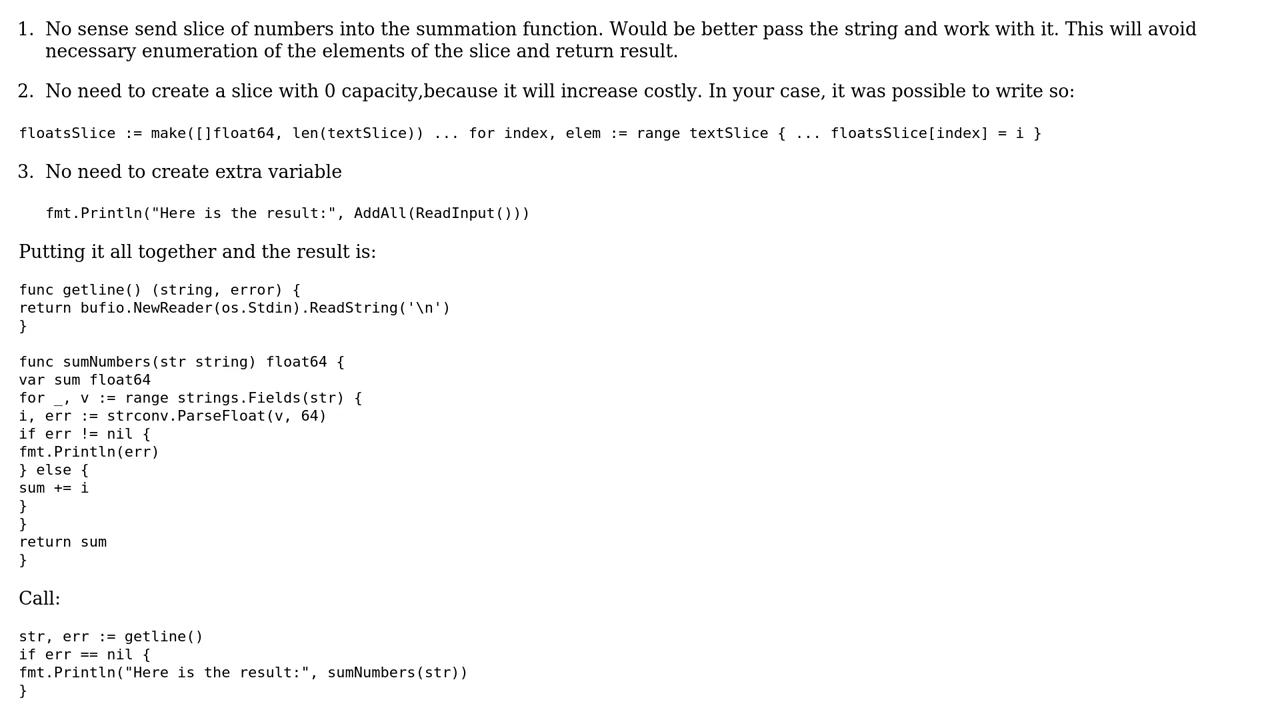 1. No sense send slice of numbers into the summation function. Would be better pass the string and work with it. This will avoid
necessary enumeration of the elements of the slice and return result.
2. No need to create a slice with 0 capacity,because it will increase costly. In your case, it was possible to write so:
floatsSlice := make([]float64, len(textSlice)) ... for index, elem := range textSlice { ... floatsSlice[index] = i }
3. No need to create extra variable
fmt.Println("Here is the result:", AddAll(ReadInput()))
Putting it all together and the result is:
func getline() (string, error) {
return bufio.NewReader(os.Stdin).ReadString('\n')
}
func sumNumbers(str string) float64 {
var sum float64
for _, v := range strings.Fields(str) {
i, err := strconv.ParseFloat(v, 64)
if err != nil {
fmt.Println(err)
} else {
sum += i
}
}
return sum
}
Call:
str, err := getline()
if err == nil {
fmt.Println("Here is the result:", sumNumbers(str))
}